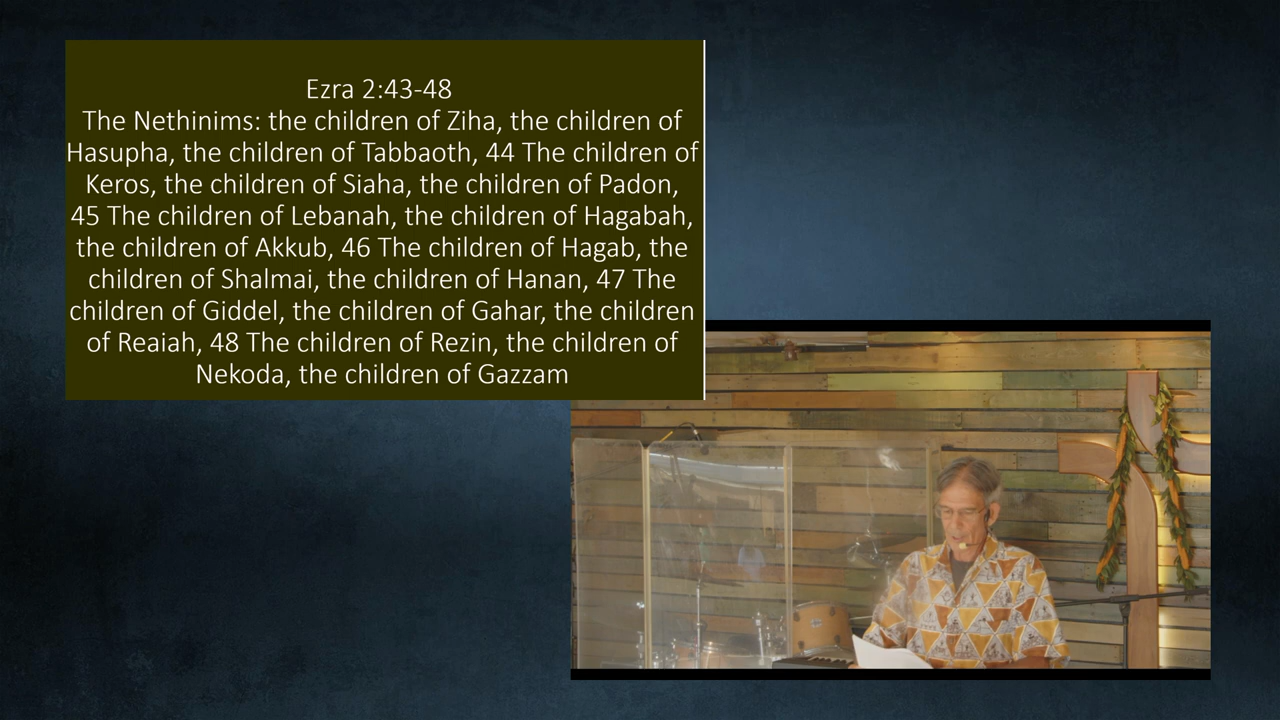 Ezra 2:43-48
The Nethinims: the children of Ziha, the children of
Hasupha, the children of Tabbaoth, 44 The children of
Keros, the children of Siaha, the children of Padon,
45 The children of Lebanah, the children of Hagabah,
the children of Akkub, 46 The children of Hagab, the
children of Shalmai, the children of Hanan, 47 The
children of Giddel, the children of Gahar, the children
of Reaiah, 48 The children of Rezin, the children of
Nekoda, the children of Gazzam